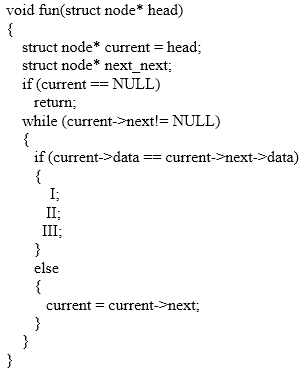 void fun(struct node* head)
{
struct node* current = head;
struct node* next_next;
if (current == NULL)
return;
while (current->next!= NULL)
{
if (current->data == current->next->data)
{
I;
II;
III;
}
else
{
current = current->next;
}
}
}